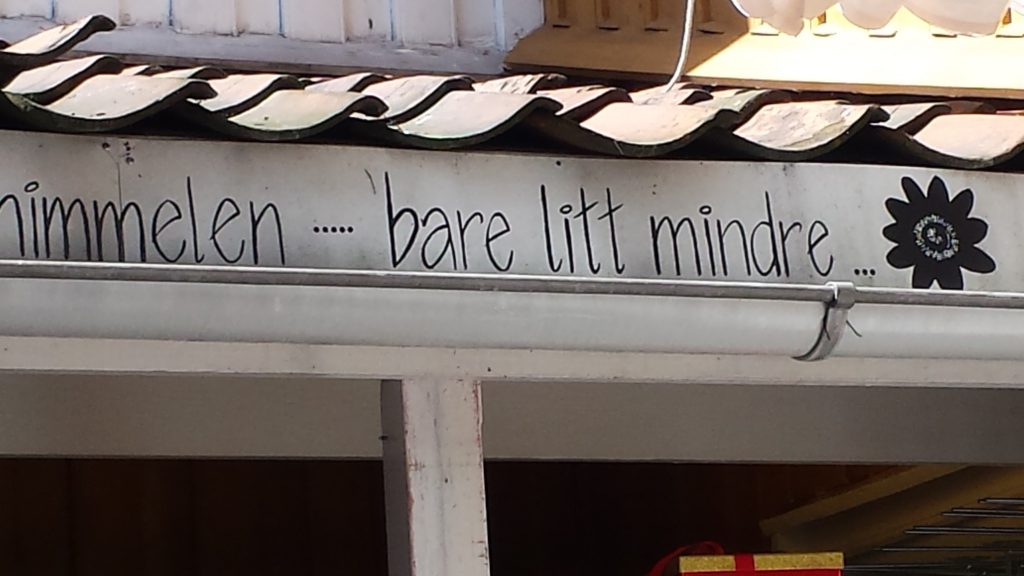 himmelen ..... bare litt mindre ...